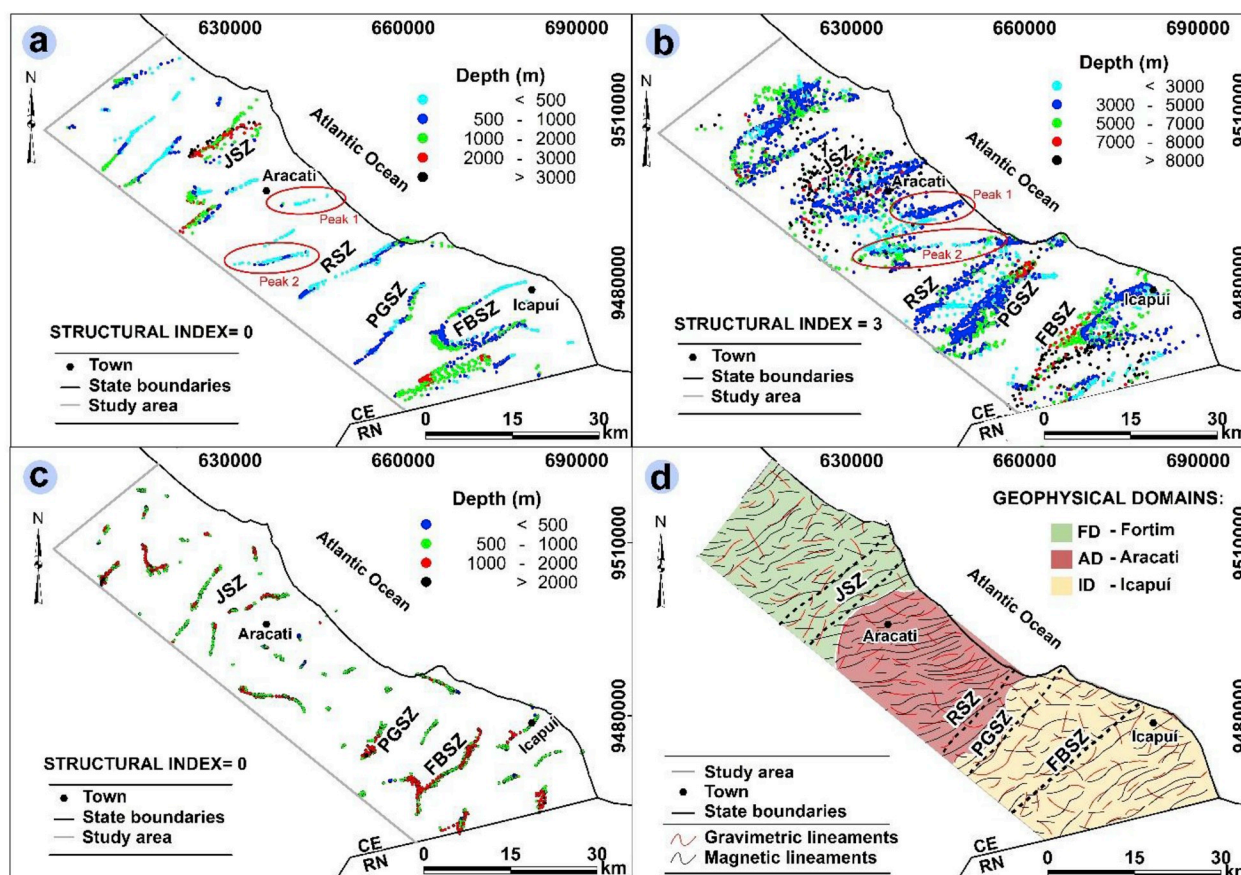 a
630000
660000
690000
N
Depth (m)
< 500
500 - 1000
1000 - 2000
2000 - 3000
> 3000
9510000
9480000
Atlantic Ocean
JSZ
Aracati
Peak 1
Peak 2
RSZ
PGSZ
FBSZ
Icapuí
STRUCTURAL INDEX= 0
Town
State boundaries
Study area
CE
RN
0 15 30
km
b
630000
660000
690000
N
Depth (m)
< 3000
3000 - 5000
5000 - 7000
7000 - 8000
> 8000
9510000
9480000
Atlantic Ocean
JSZ
Aracati
Peak 1
Peak 2
RSZ
PGSZ
FBSZ
Icapuí
STRUCTURAL INDEX = 3
Town
State boundaries
Study area
CE
RN
0 15 30
km
c
630000
660000
690000
N
Depth (m)
< 500
500 - 1000
1000 - 2000
> 2000
9510000
9480000
Atlantic Ocean
JSZ
Aracati
PGSZ
FBSZ
Icapuí
STRUCTURAL INDEX= 0
Town
State boundaries
Study area
CE
RN
0 15 30
km
d
630000
660000
690000
N
GEOPHYSICAL DOMAINS:
FD - Fortim
AD - Aracati
ID - Icapuí
9510000
9480000
Atlantic Ocean
JSZ
Aracati
RSZ
PGSZ
FBSZ
Icapuí
Study area
Town
State boundaries
Gravimetric lineaments
Magnetic lineaments
CE
RN
0 15 30
km